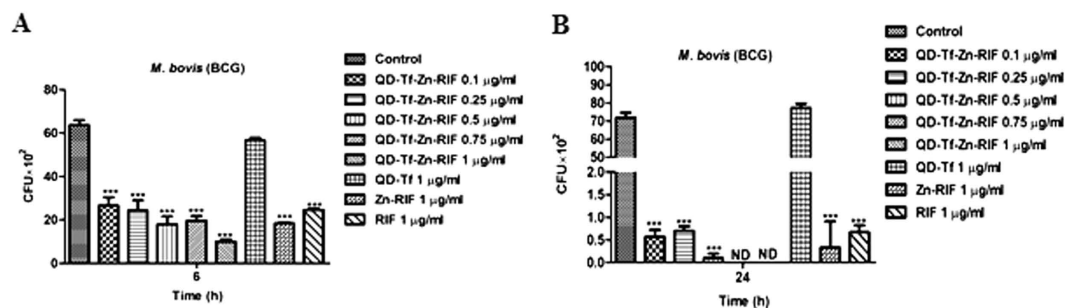 A
M. bovis (BCG)
CFU×10²
80
60
40
20
0
***
***
***
***
***
***
***
6
Time (h)
Control
QD-Tf-Zn-RIF 0.1 µg/ml
QD-Tf-Zn-RIF 0.25 µg/ml
QD-Tf-Zn-RIF 0.5 µg/ml
QD-Tf-Zn-RIF 0.75 µg/ml
QD-Tf-Zn-RIF 1 µg/ml
QD-Tf 1 µg/ml
Zn-RIF 1 µg/ml
RIF 1 µg/ml
B
M. bovis (BCG)
CFU×10²
100
90
80
70
60
50
2.0
1.5
1.0
0.5
0.0
***
***
***
ND
ND
***
***
24
Time (h)
Control
QD-Tf-Zn-RIF 0.1 µg/ml
QD-Tf-Zn-RIF 0.25 µg/ml
QD-Tf-Zn-RIF 0.5 µg/ml
QD-Tf-Zn-RIF 0.75 µg/ml
QD-Tf-Zn-RIF 1 µg/ml
QD-Tf 1 µg/ml
Zn-RIF 1 µg/ml
RIF 1 µg/ml